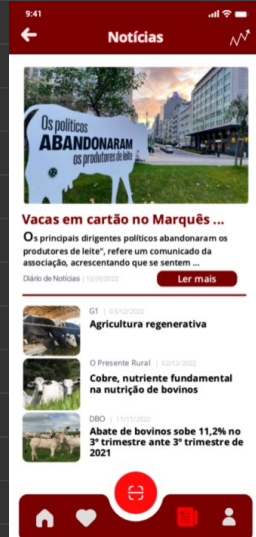 9:41
Notícias
Os políticos
ABANDONARAM
os produtores de leite
Vacas em cartão no Marquês ...
Os principais dirigentes políticos abandonaram os
produtores de leite", refere um comunicado da
associação, acrescentando que se sentem ...
Diário de Notícias | 12/01/2022
Ler mais
G1 | 03/12/2022
Agricultura regenerativa
O Presente Rural | 02/12/2022
Cobre, nutriente fundamental
na nutrição de bovinos
DBO | 11/11/2022
Abate de bovinos sobe 11,2% no
3º trimestre ante 3º trimestre de
2021